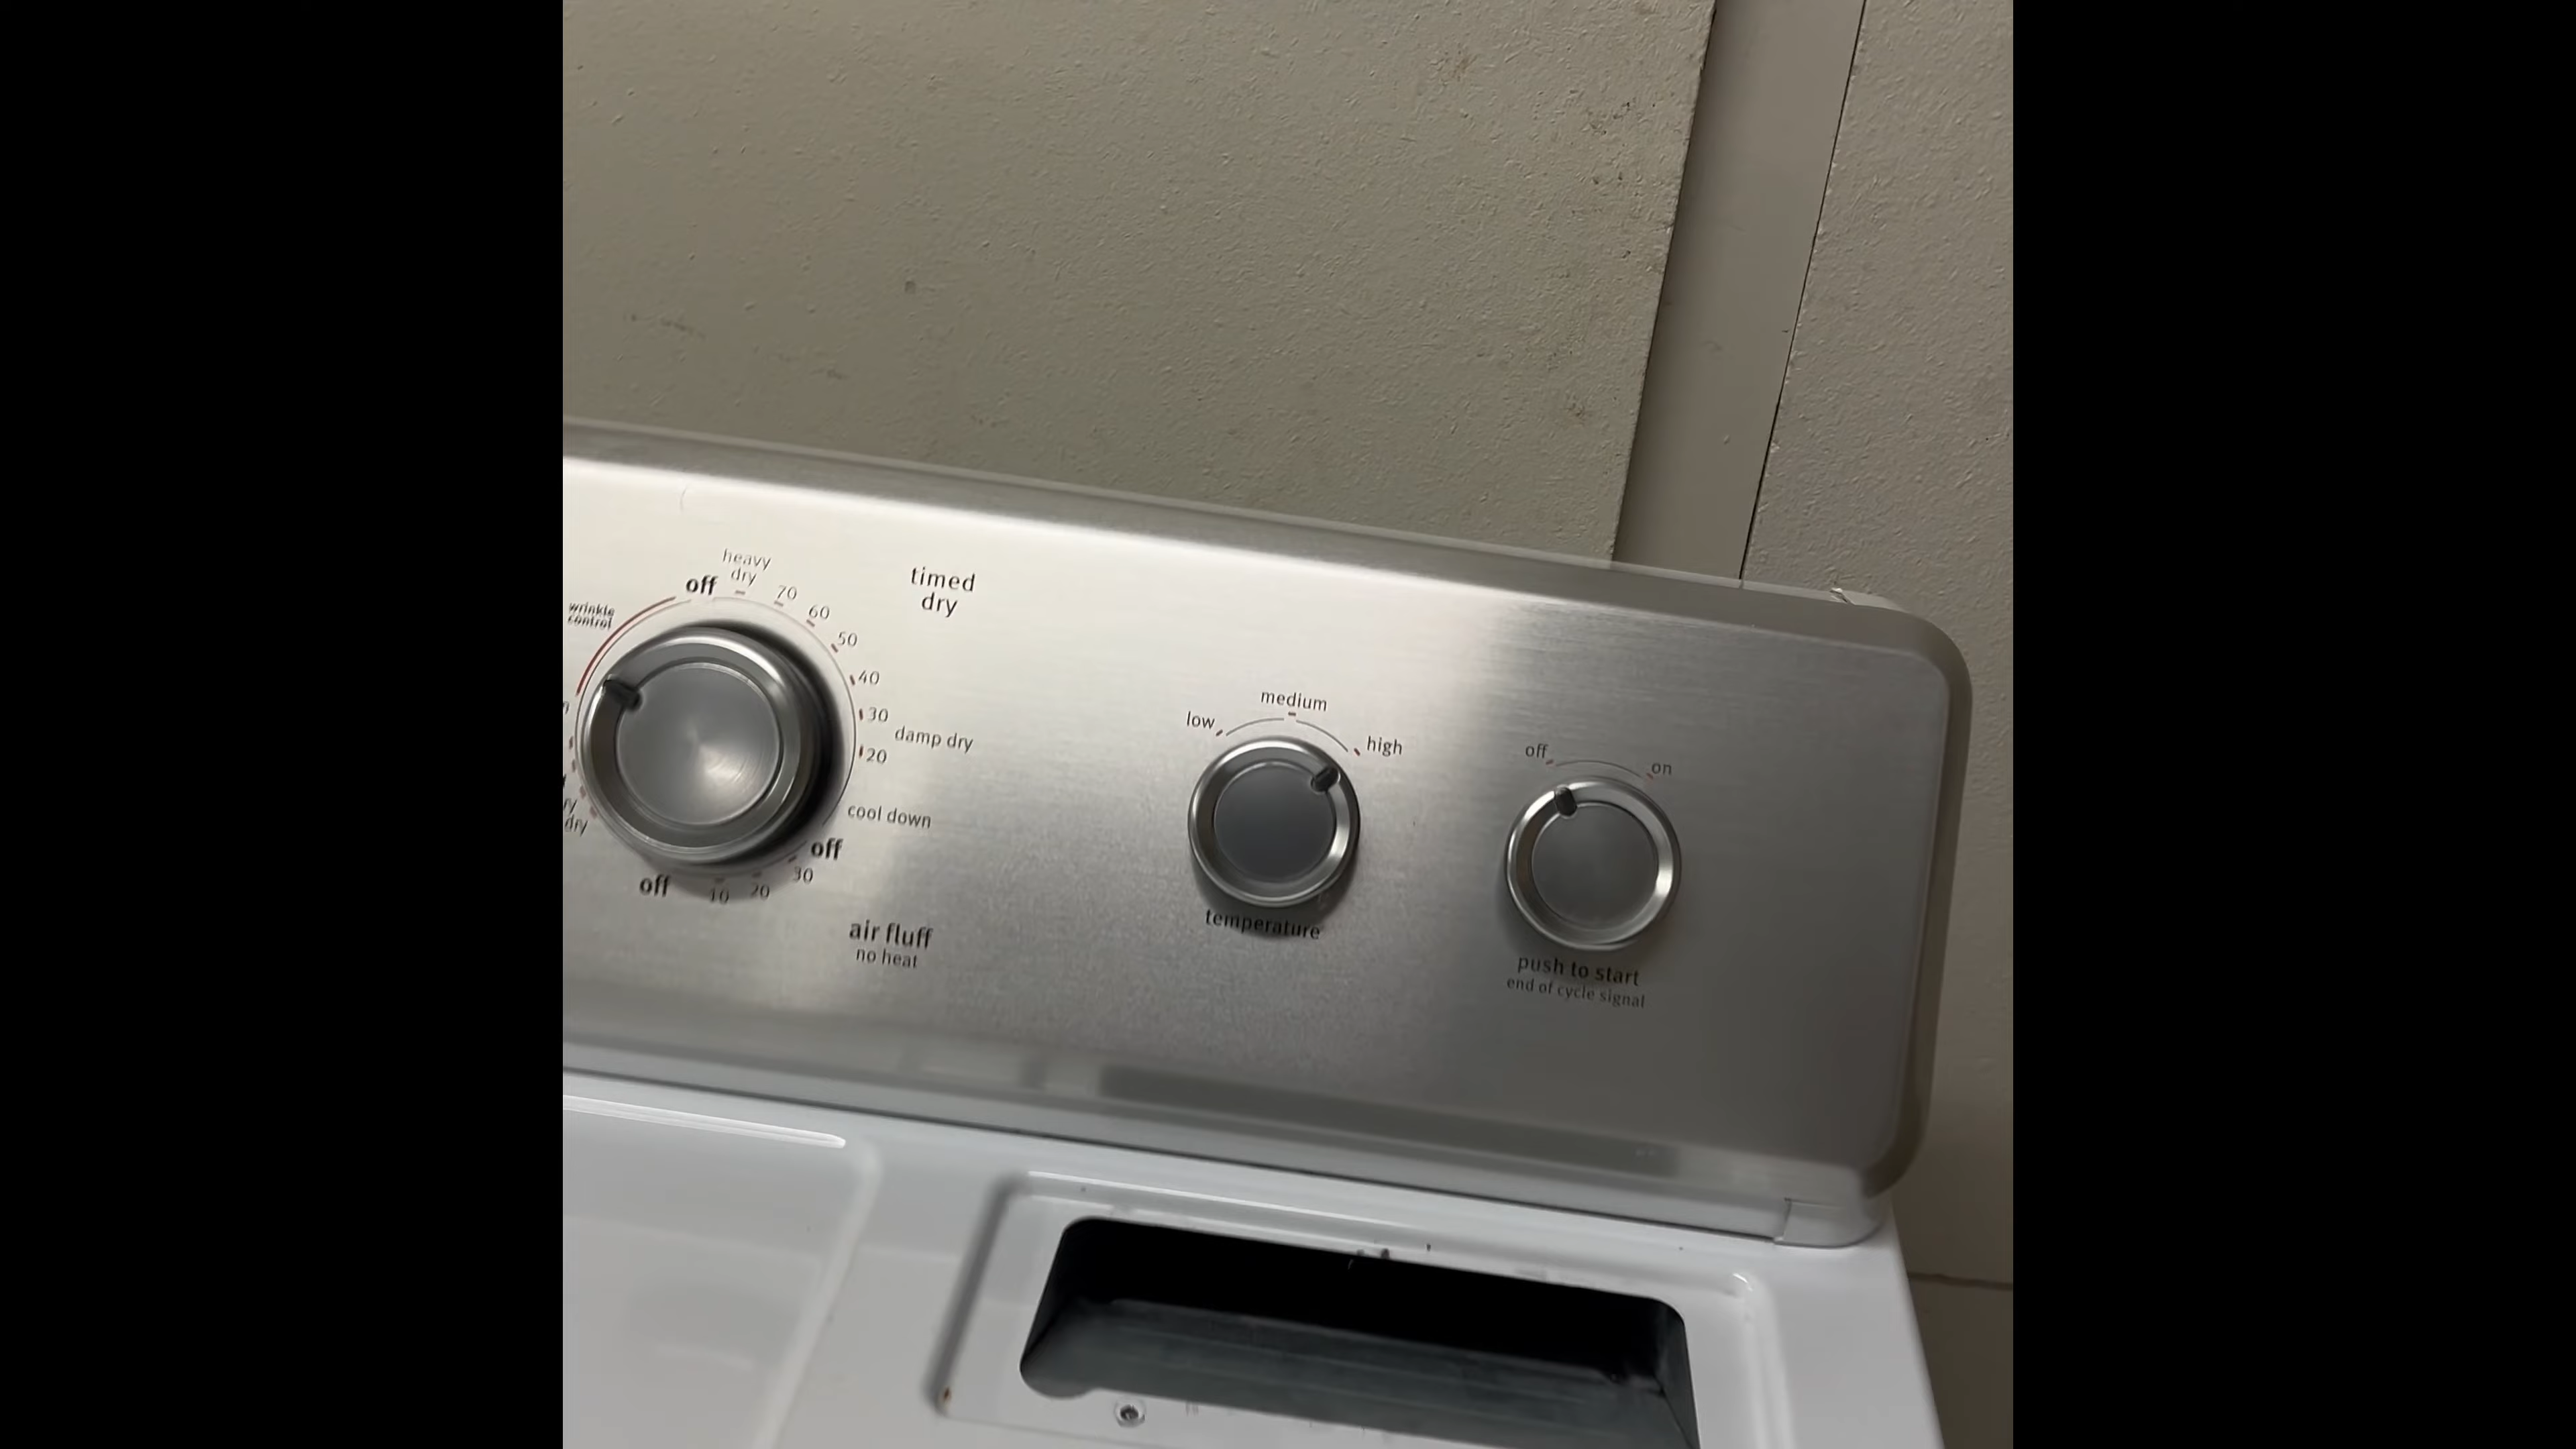 heavy
dry
off
70
60
50
40
30
20
timed
dry
wrinkle
control
damp dry
cool down
off
30
20
10
off
dry
air fluff
no heat
low
medium
high
temperature
off
on
push to start
end of cycle signal